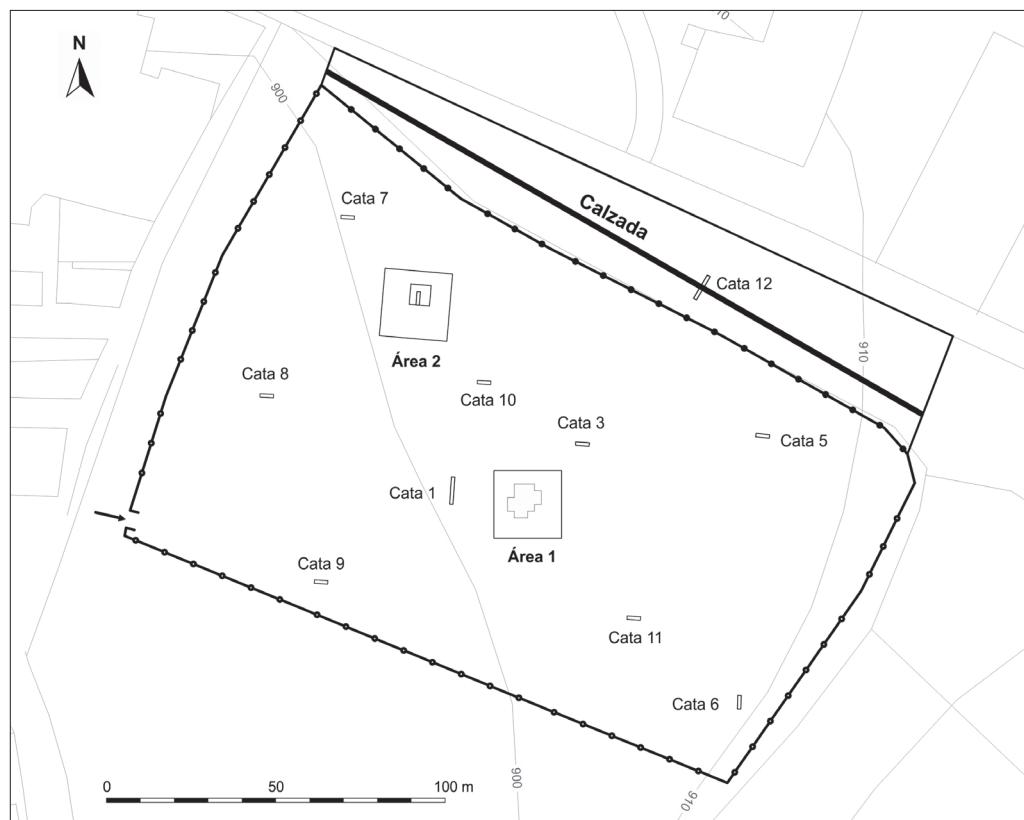 N
10
900
Cata 7
Calzada
Cata 12
Área 2
910
Cata 8
Cata 10
Cata 3
Cata 5
Cata 1
Área 1
Cata 9
Cata 11
Cata 6
900
910
0 50 100 m